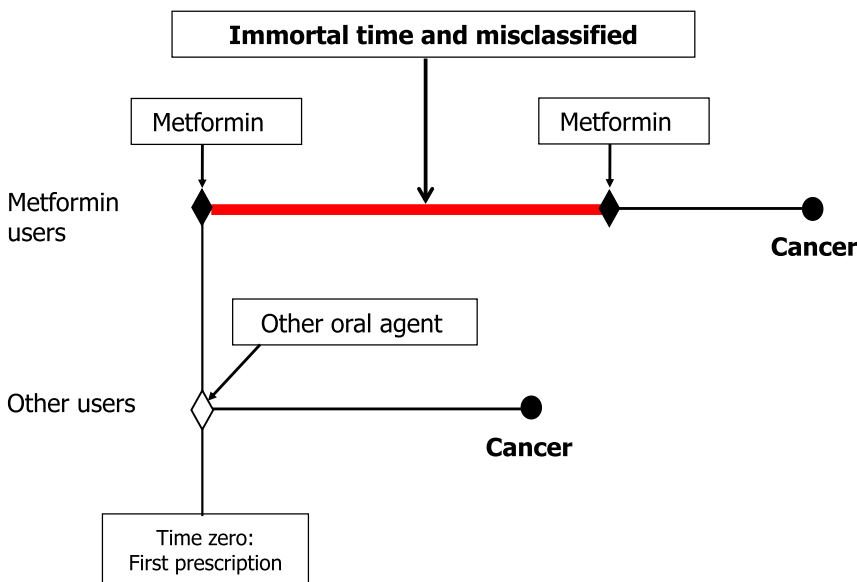 Immortal time and misclassified
Metformin
Metformin
Metformin
users
Cancer
Other oral agent
Other users
Cancer
Time zero:
First prescription